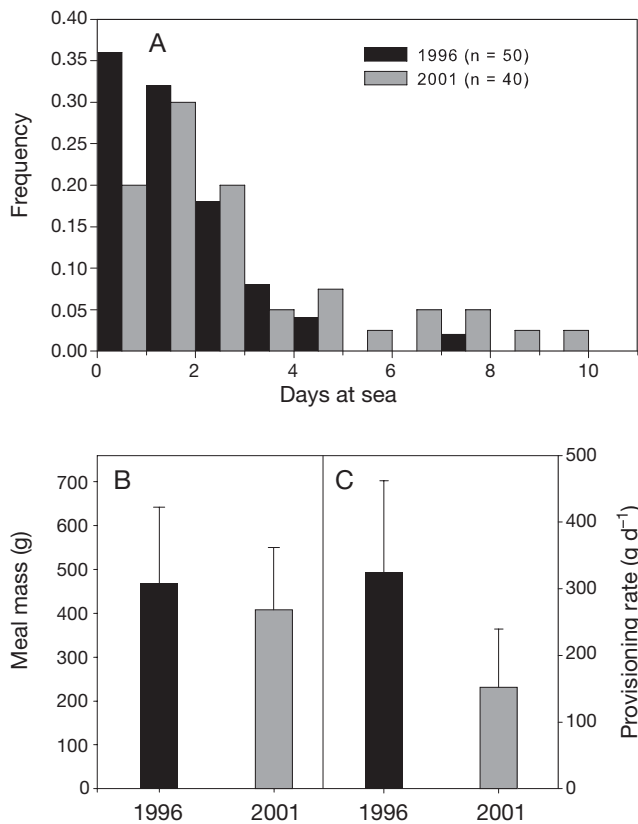 0.40
A
1996 (n = 50)
2001 (n = 40)
0.35
0.30
0.25
0.20
0.15
0.10
0.05
0.00
Frequency
0 2 4 6 8 10
Days at sea
B
C
700
600
500
400
300
200
100
0
Meal mass (g)
500
400
300
200
100
0
Provisioning rate (g d⁻¹)
1996 2001 1996 2001